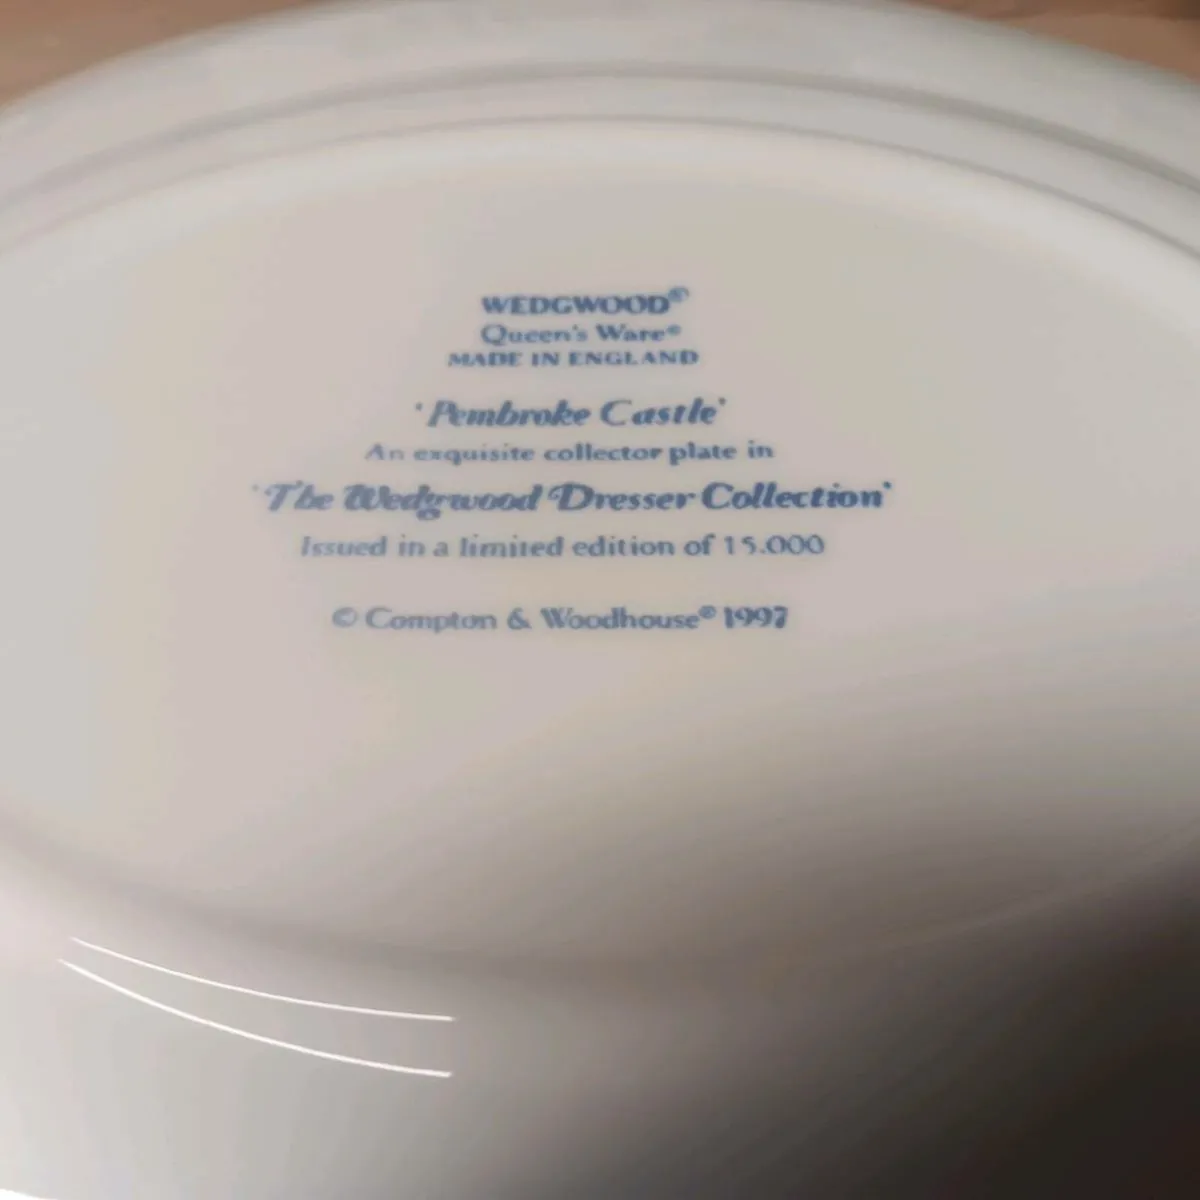 WEDGWOOD®
Queen's Ware®
MADE IN ENGLAND
'Pembroke Castle'
An exquisite collector plate in
'The Wedgwood Dresser Collection'
Issued in a limited edition of 15.000
© Compton & Woodhouse® 1997